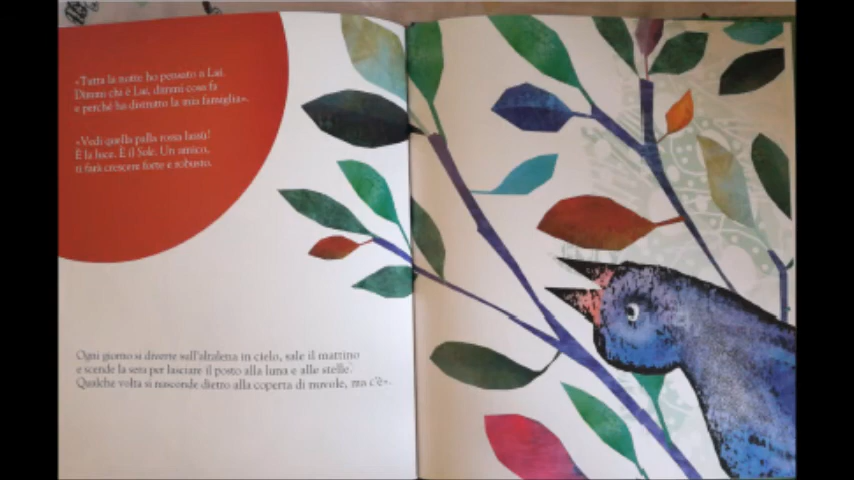 «Tutta la notte ho pensato a Lui.
Dimmi chi è Lui, dimmi cosa fa
e perché ha distrutto la mia famiglia».
«Vedi quella palla rossa lassù?
È la luce. È il Sole. Un amico,
ti farà crescere forte e robusto.
Ogni giorno si diverte sull'altalena in cielo, sale il mattino
e scende la sera per lasciare il posto alla luna e alle stelle.
Qualche volta si nasconde dietro alla coperta di nuvole, ma c'è».